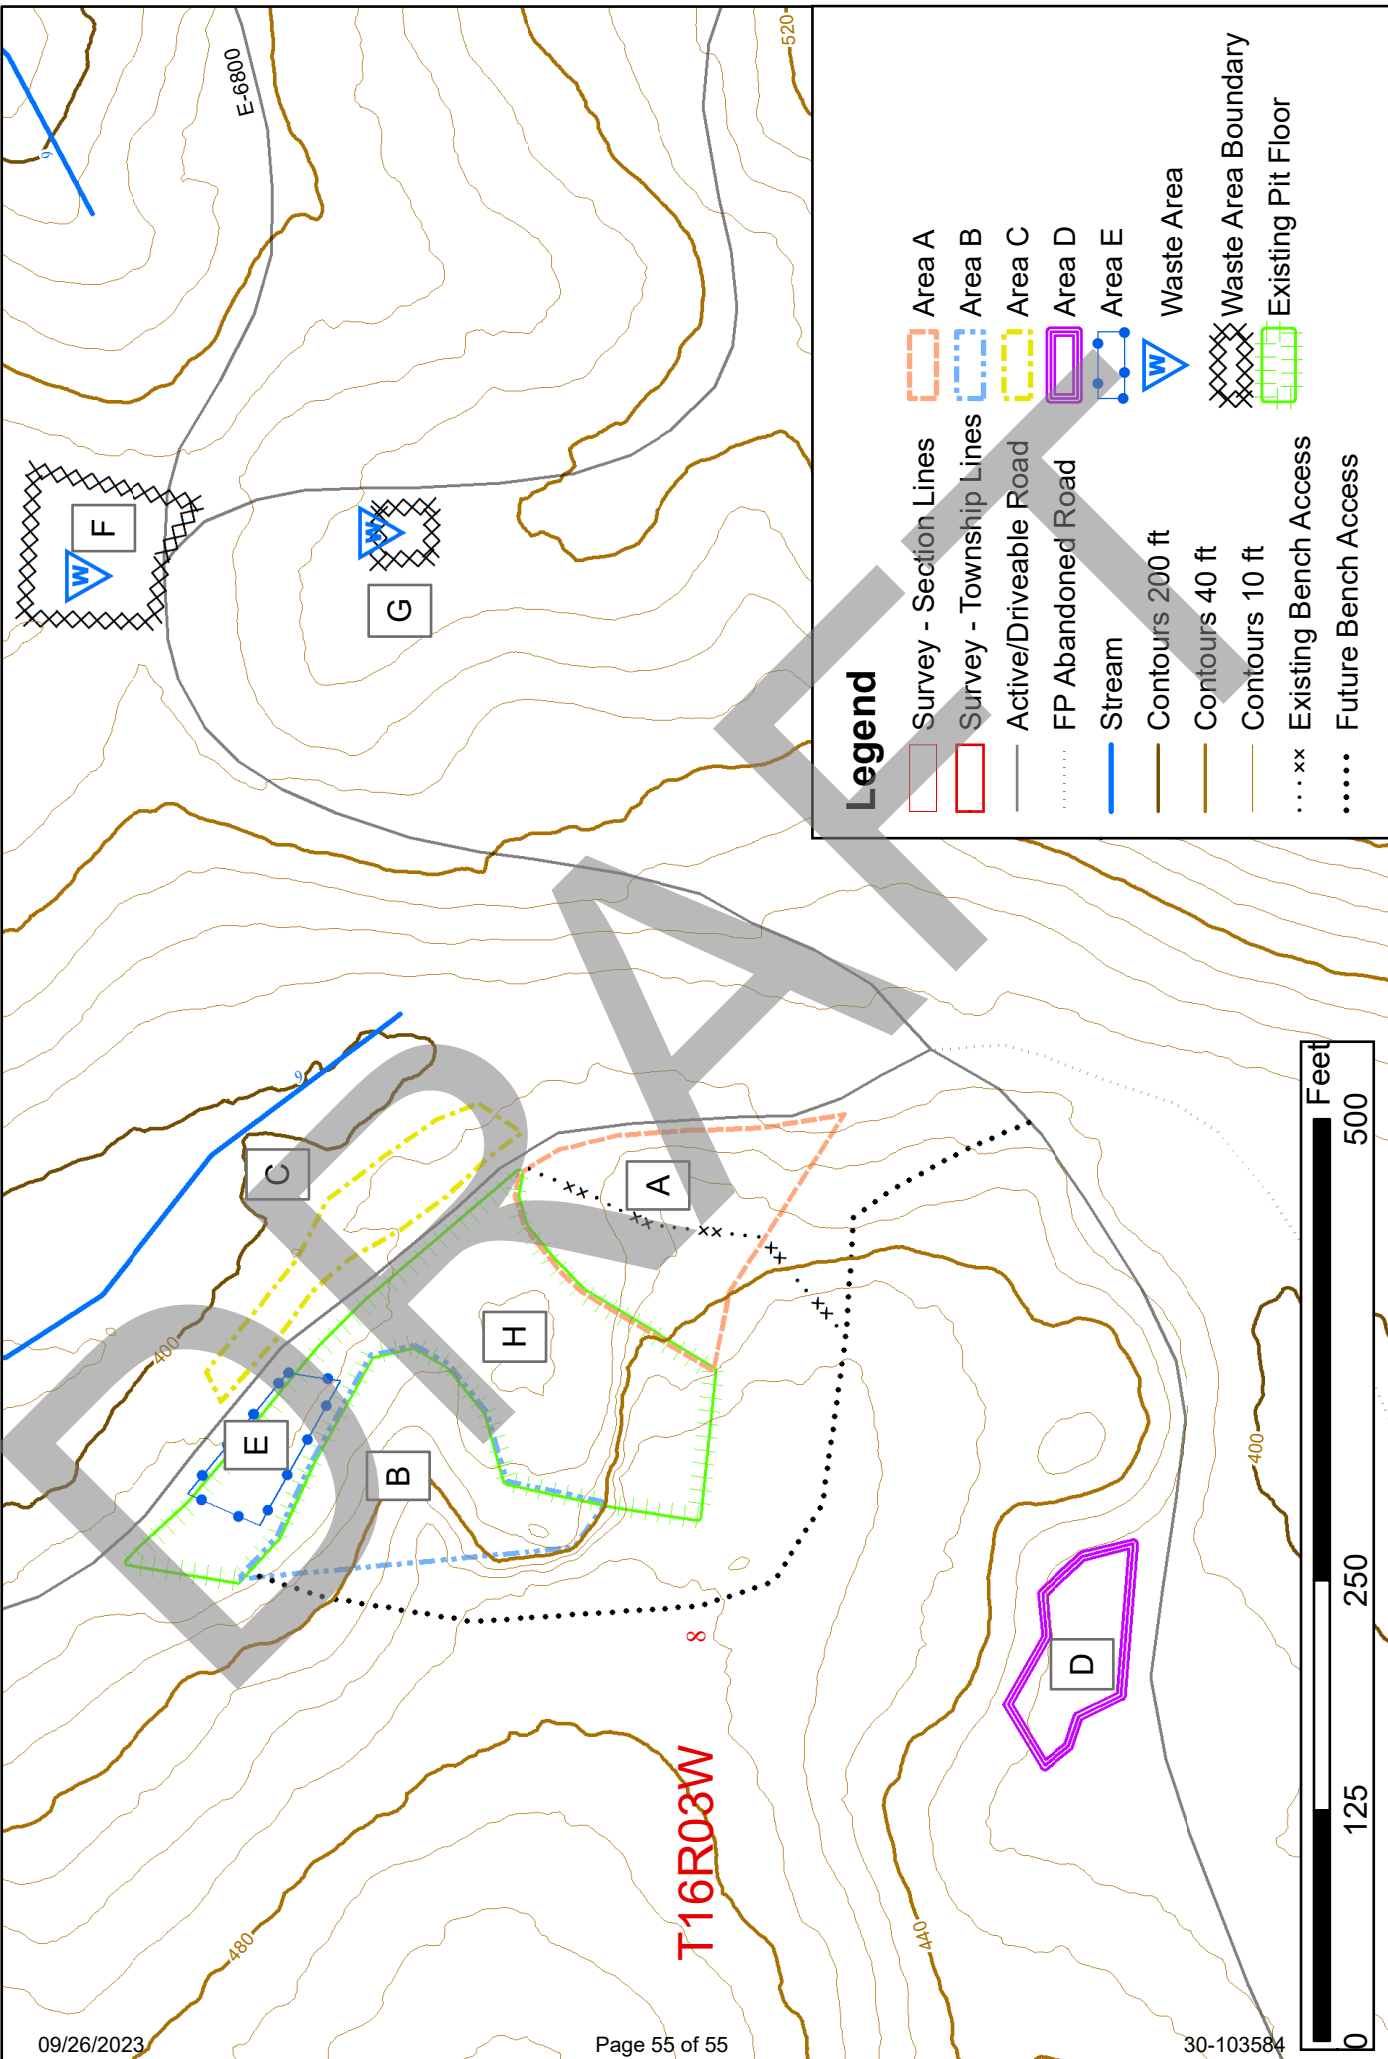 E-6800
520
6
F
W
W
G
Legend
Survey - Section Lines
Survey - Township Lines
Active/Driveable Road
FP Abandoned Road
Stream
Contours 200 ft
Contours 40 ft
Contours 10 ft
Existing Bench Access
Future Bench Access
Area A
Area B
Area C
Area D
Area E
W
Waste Area
Waste Area Boundary
Existing Pit Floor
6
C
400
A
H
E
B
8
D
400
T16R03W
480
440
0
125
250
500
Feet
DRAFT
09/26/2023
Page 55 of 55
30-103584